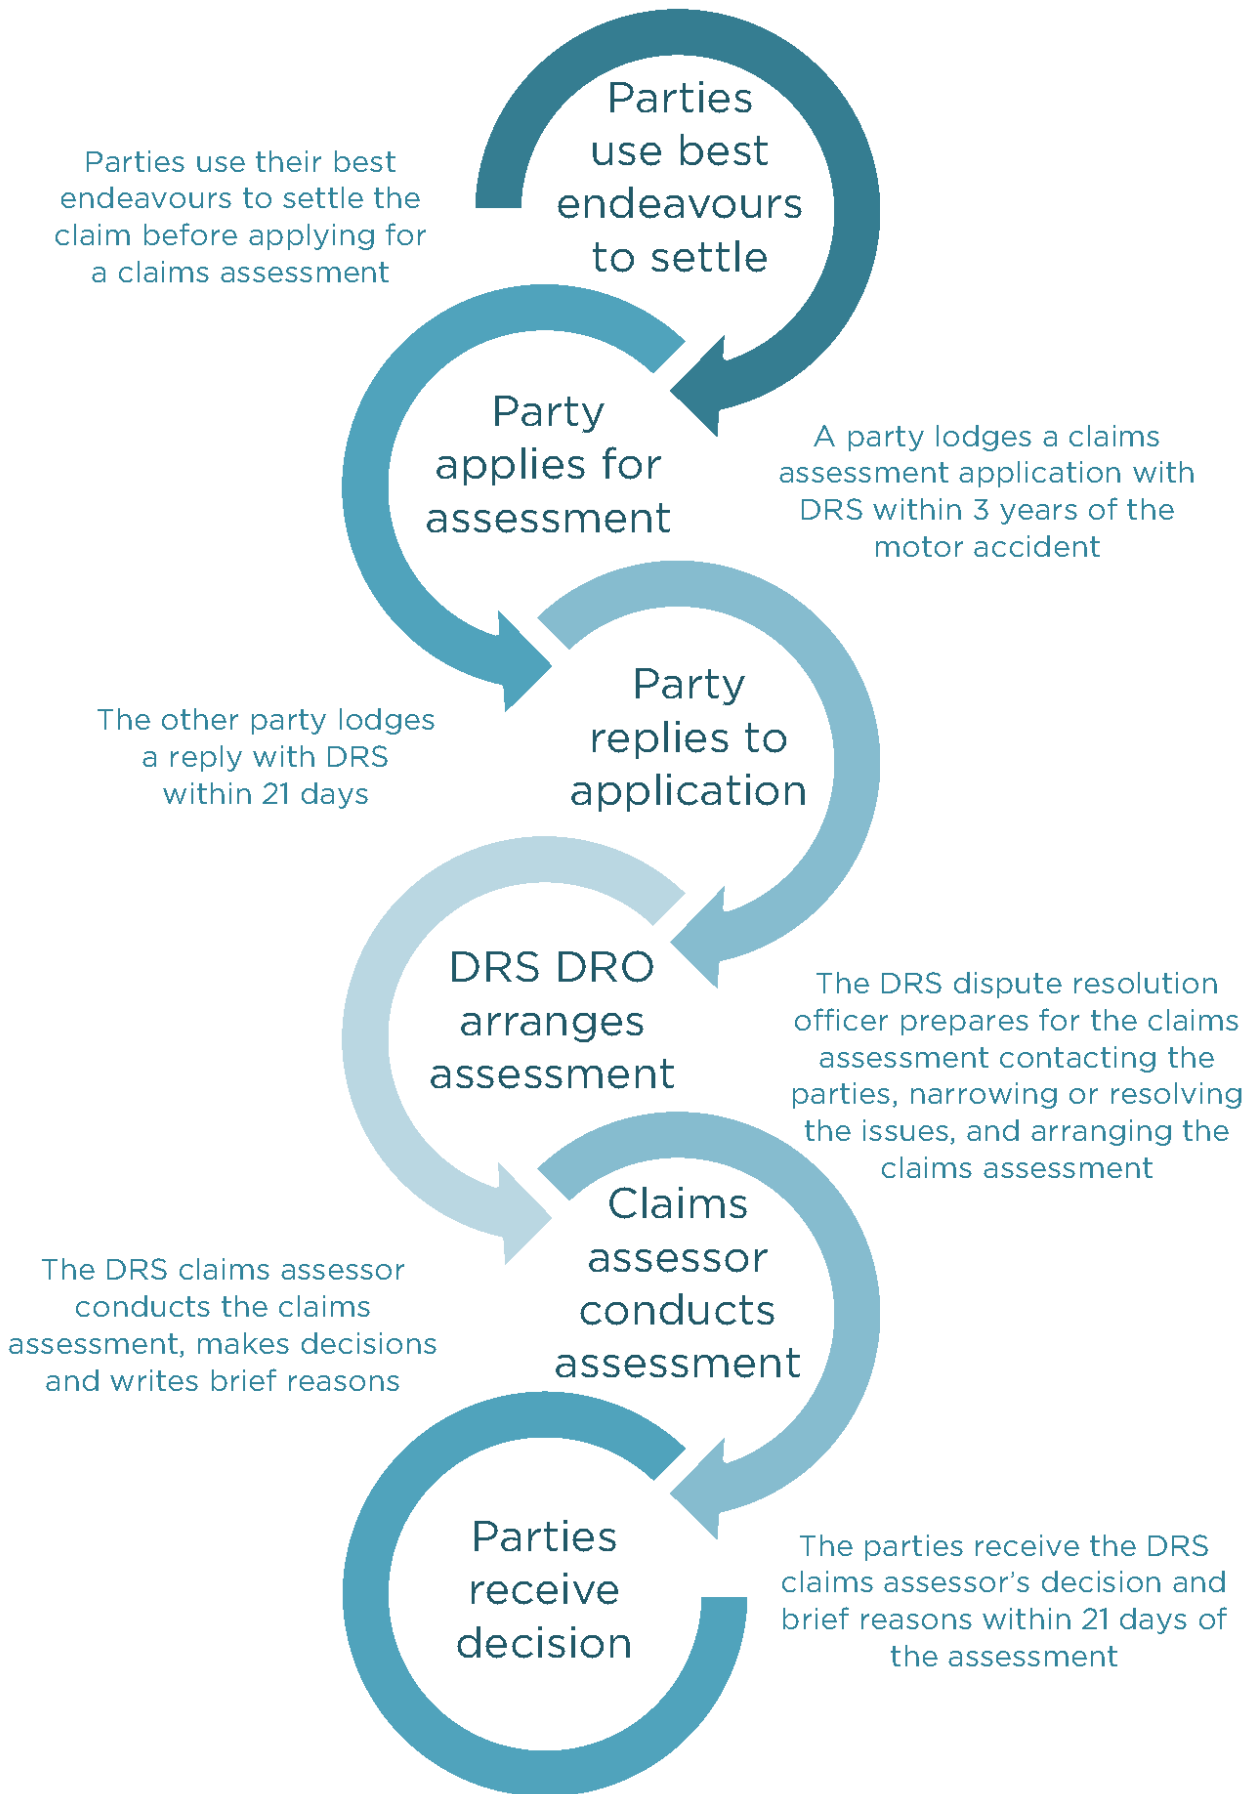 Parties
use best
endeavours
to settle
Parties use their best
endeavours to settle the
claim before applying for
a claims assessment
Party
applies for
assessment
A party lodges a claims
assessment application with
DRS within 3 years of the
motor accident
Party
replies to
application
The other party lodges
a reply with DRS
within 21 days
DRS DRO
arranges
assessment
The DRS dispute resolution
officer prepares for the claims
assessment contacting the
parties, narrowing or resolving
the issues, and arranging the
claims assessment
Claims
assessor
conducts
assessment
The DRS claims assessor
conducts the claims
assessment, makes decisions
and writes brief reasons
Parties
receive
decision
The parties receive the DRS
claims assessor's decision and
brief reasons within 21 days of
the assessment